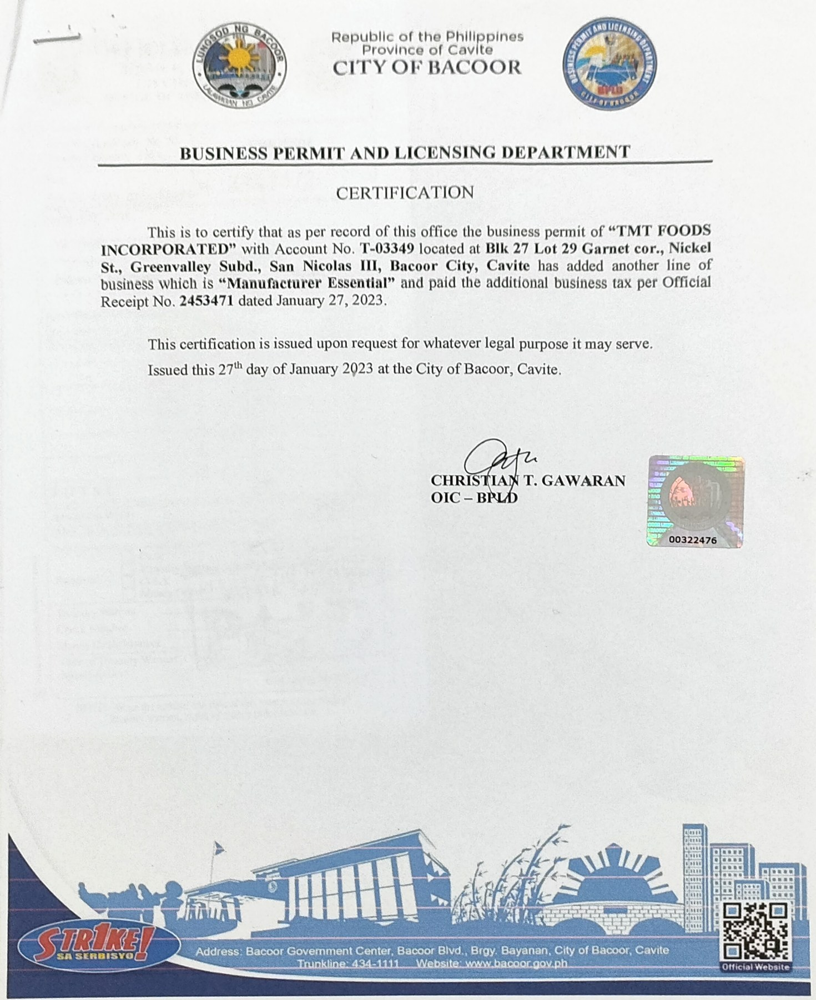 LUNGSOD NG BACOOR
LALAWIGAN NG CAVITE
Republic of the Philippines
Province of Cavite
CITY OF BACOOR
BUSINESS PERMIT AND LICENSING DEPARTMENT
CITY OF BACOOR
BUSINESS PERMIT AND LICENSING DEPARTMENT
CERTIFICATION
This is to certify that as per record of this office the business permit of “TMT FOODS
INCORPORATED” with Account No. T-03349 located at Blk 27 Lot 29 Garnet cor., Nickel
St., Greenvalley Subd., San Nicolas III, Bacoor City, Cavite has added another line of
business which is “Manufacturer Essential” and paid the additional business tax per Official
Receipt No. 2453471 dated January 27, 2023.
This certification is issued upon request for whatever legal purpose it may serve.
Issued this 27th day of January 2023 at the City of Bacoor, Cavite.
CHRISTIAN T. GAWARAN
OIC – BPLD
00322476
STR1KE!
SA SERBISYO
Address: Bacoor Government Center, Bacoor Blvd., Brgy. Bayanan, City of Bacoor, Cavite
Trunkline: 434-1111 Website: www.bacoor.gov.ph
Official Website